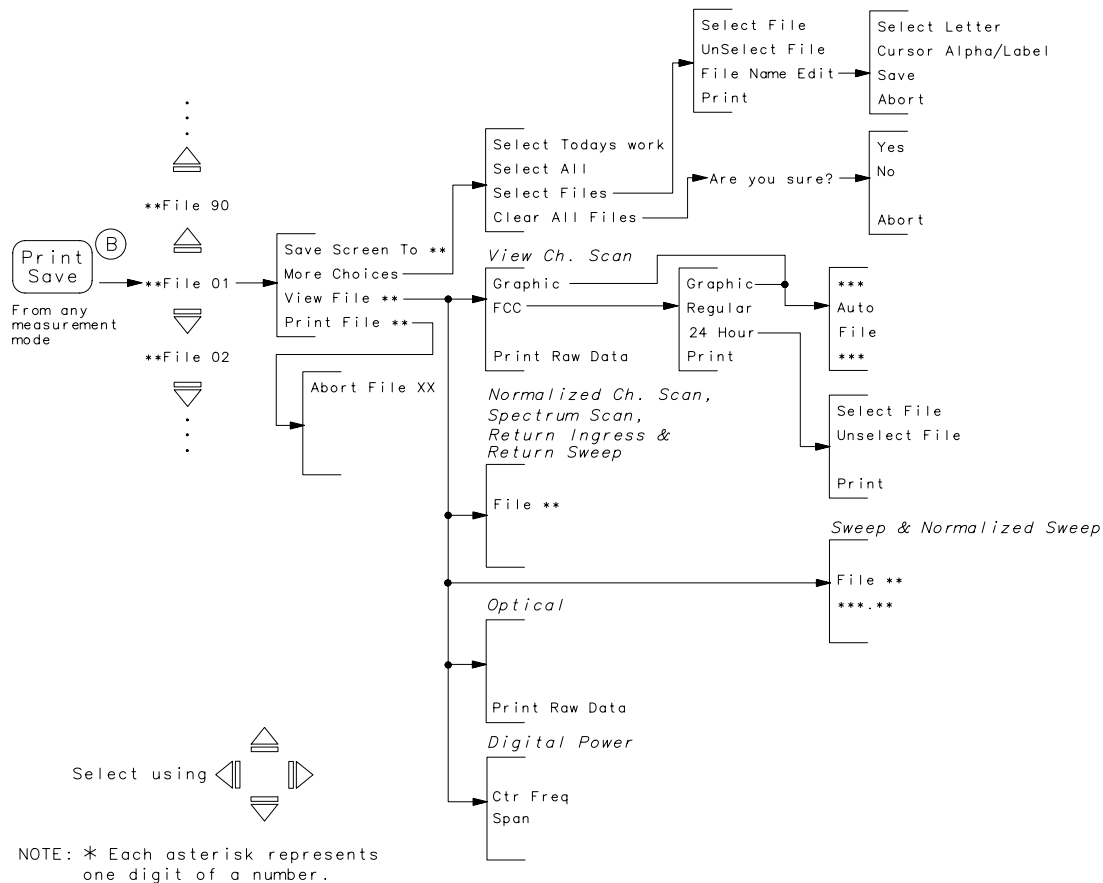 Select File
UnSelect File
File Name Edit
Print
Select Letter
Cursor Alpha/Label
Save
Abort
Select Todays work
Select All
Select Files
Clear All Files
Are you sure?
Yes
No
Abort
**File 90
Print
Save
B
From any
measurement
mode
**File 01
**File 02
Save Screen To **
More Choices
View File **
Print File **
Abort File XX
View Ch. Scan
Graphic
FCC
Print Raw Data
Graphic
Regular
24 Hour
Print
***
Auto
File
***
Select File
Unselect File
Print
Normalized Ch. Scan,
Spectrum Scan,
Return Ingress &
Return Sweep
File **
Sweep & Normalized Sweep
File **
***.**
Optical
Print Raw Data
Digital Power
Ctr Freq
Span
Select using
NOTE: * Each asterisk represents
one digit of a number.